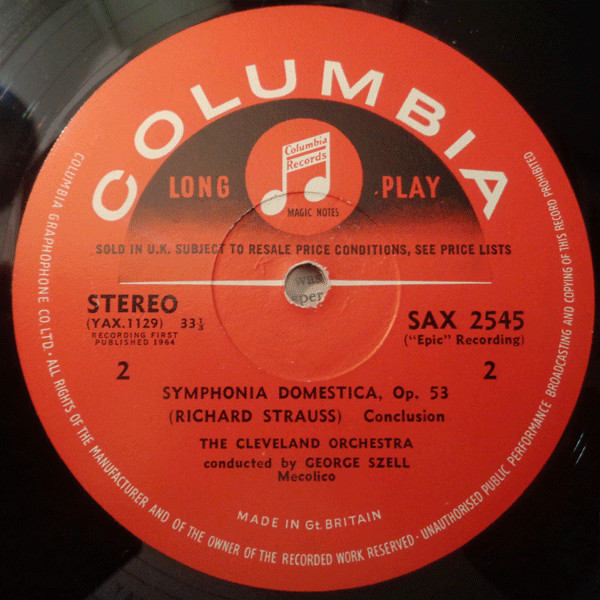 COLUMBIA
Columbia
Records
LONG PLAY
MAGIC NOTES
SOLD IN U.K. SUBJECT TO RESALE PRICE CONDITIONS, SEE PRICE LISTS
was
sper
STEREO
(YAX.1129) 33⅓
RECORDING FIRST
PUBLISHED 1964
SAX 2545
("Epic" Recording)
2 2
SYMPHONIA DOMESTICA, Op. 53
(RICHARD STRAUSS) Conclusion
THE CLEVELAND ORCHESTRA
conducted by GEORGE SZELL
Mecolico
MADE IN Gt. BRITAIN
COLUMBIA GRAPHOPHONE CO. LTD. · ALL RIGHTS OF THE MANUFACTURER AND OF THE OWNER OF THE RECORDED WORK RESERVED · UNAUTHORISED PUBLIC PERFORMANCE BROADCASTING AND COPYING OF THIS RECORD PROHIBITED